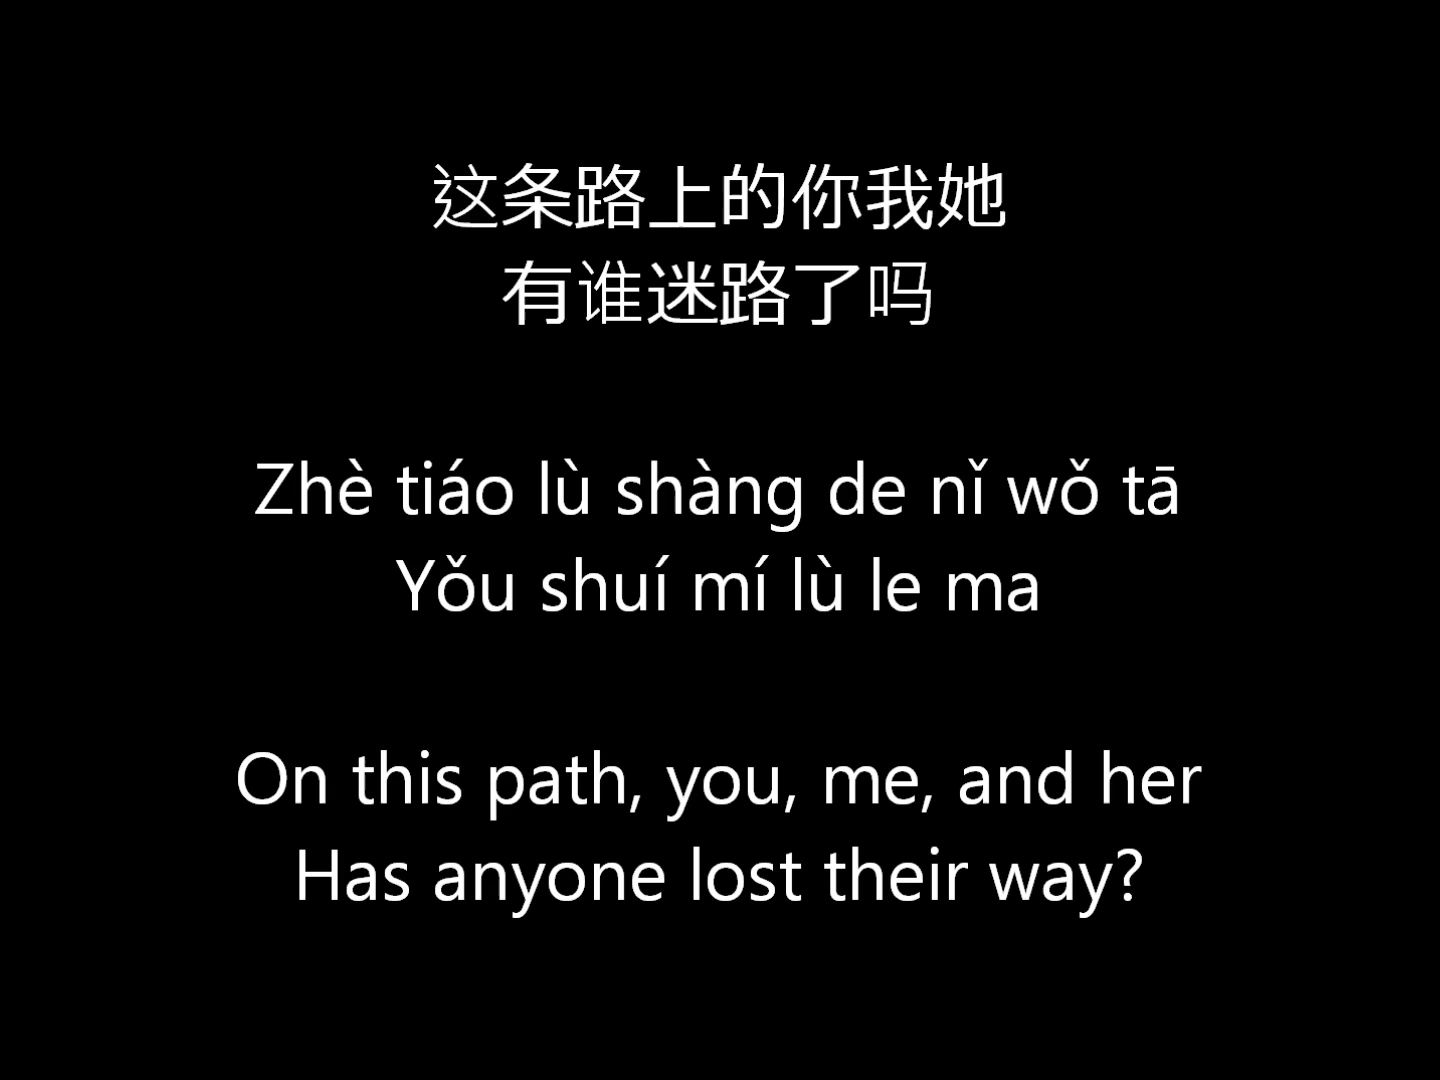 这条路上的你我她
有谁迷路了吗
Zhè tiáo lù shàng de nǐ wǒ tā
Yǒu shuí mí lù le ma
On this path, you, me, and her
Has anyone lost their way?